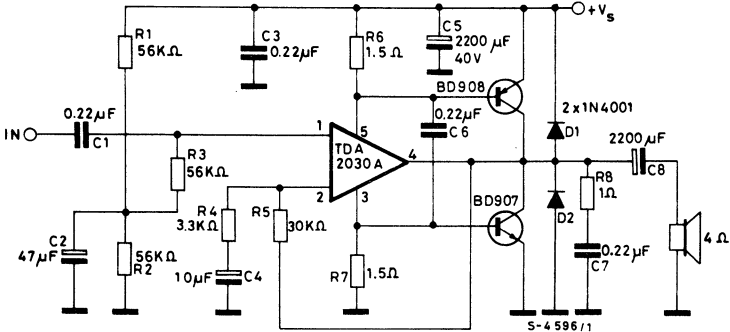 +Vs
R1
56KΩ
C3
0.22µF
R6
1.5Ω
C5
2200 µF
40V
BD908
2x1N4001
0.22µF
IN
C1
1
5
TDA
2030A
4
0.22µF
C6
D1
2200µF
C8
R3
56KΩ
2
3
R4
3.3KΩ
R5
30KΩ
BD907
D2
R8
1Ω
4Ω
C2
47µF
56KΩ
R2
10µF
C4
R7
1.5Ω
0.22µF
C7
S-4596/1